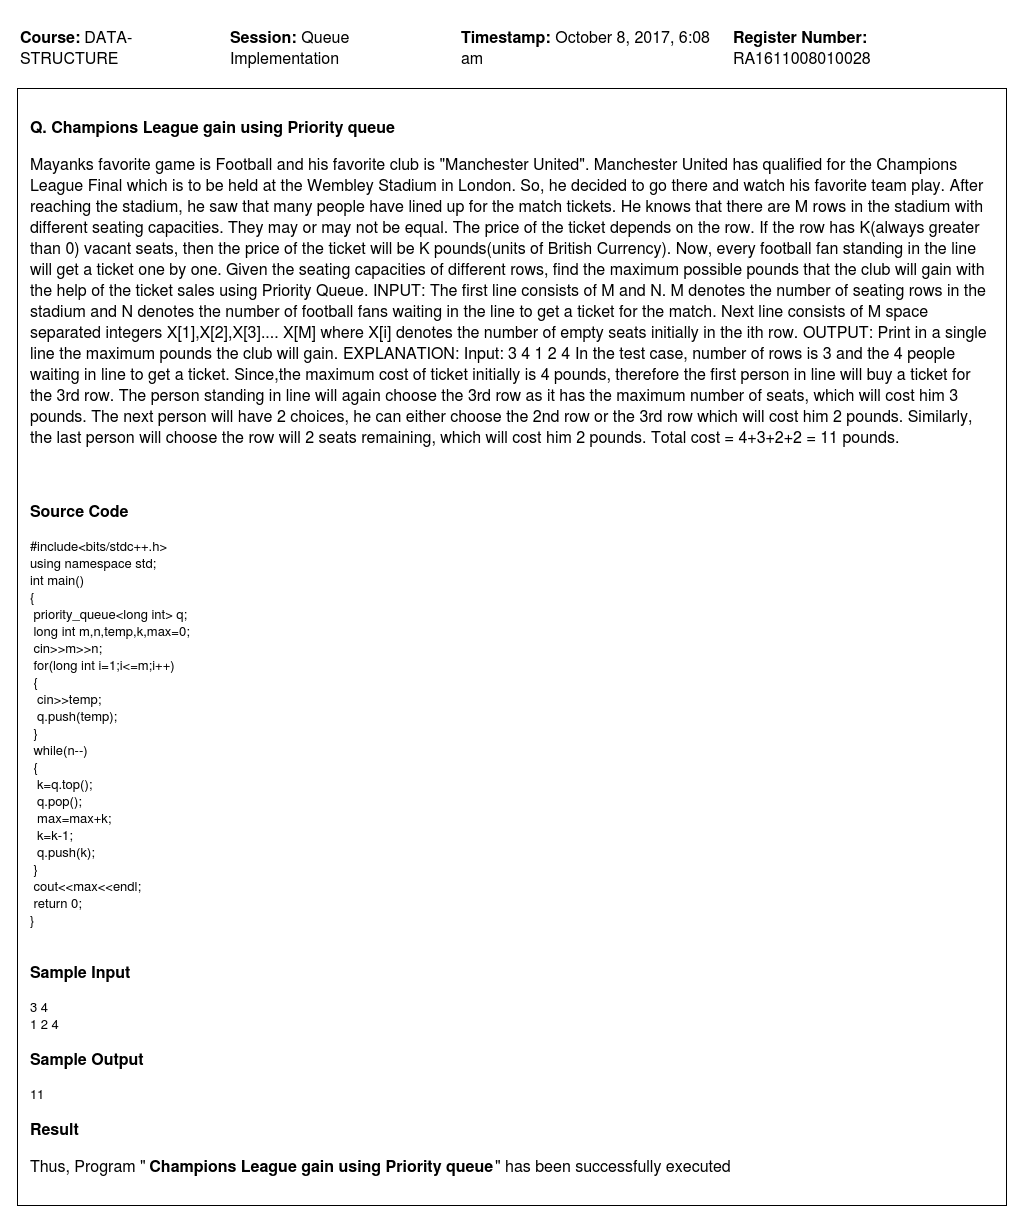 Course: DATA-STRUCTURE
Session: Queue Implementation
Timestamp: October 8, 2017, 6:08 am
Register Number: RA1611008010028
Q. Champions League gain using Priority queue
Mayanks favorite game is Football and his favorite club is "Manchester United". Manchester United has qualified for the Champions
League Final which is to be held at the Wembley Stadium in London. So, he decided to go there and watch his favorite team play. After
reaching the stadium, he saw that many people have lined up for the match tickets. He knows that there are M rows in the stadium with
different seating capacities. They may or may not be equal. The price of the ticket depends on the row. If the row has K(always greater
than 0) vacant seats, then the price of the ticket will be K pounds(units of British Currency). Now, every football fan standing in the line
will get a ticket one by one. Given the seating capacities of different rows, find the maximum possible pounds that the club will gain with
the help of the ticket sales using Priority Queue. INPUT: The first line consists of M and N. M denotes the number of seating rows in the
stadium and N denotes the number of football fans waiting in the line to get a ticket for the match. Next line consists of M space
separated integers X[1],X[2],X[3].... X[M] where X[i] denotes the number of empty seats initially in the ith row. OUTPUT: Print in a single
line the maximum pounds the club will gain. EXPLANATION: Input: 3 4 1 2 4 In the test case, number of rows is 3 and the 4 people
waiting in line to get a ticket. Since,the maximum cost of ticket initially is 4 pounds, therefore the first person in line will buy a ticket for
the 3rd row. The person standing in line will again choose the 3rd row as it has the maximum number of seats, which will cost him 3
pounds. The next person will have 2 choices, he can either choose the 2nd row or the 3rd row which will cost him 2 pounds. Similarly,
the last person will choose the row will 2 seats remaining, which will cost him 2 pounds. Total cost = 4+3+2+2 = 11 pounds.
Source Code
#include<bits/stdc++.h>
using namespace std;
int main()
{
priority_queue<long int> q;
long int m,n,temp,k,max=0;
cin>>m>>n;
for(long int i=1;i<=m;i++)
{
cin>>temp;
q.push(temp);
}
while(n--)
{
k=q.top();
q.pop();
max=max+k;
k=k-1;
q.push(k);
}
cout<<max<<endl;
return 0;
}
Sample Input
3 4
1 2 4
Sample Output
11
Result
Thus, Program " Champions League gain using Priority queue" has been successfully executed